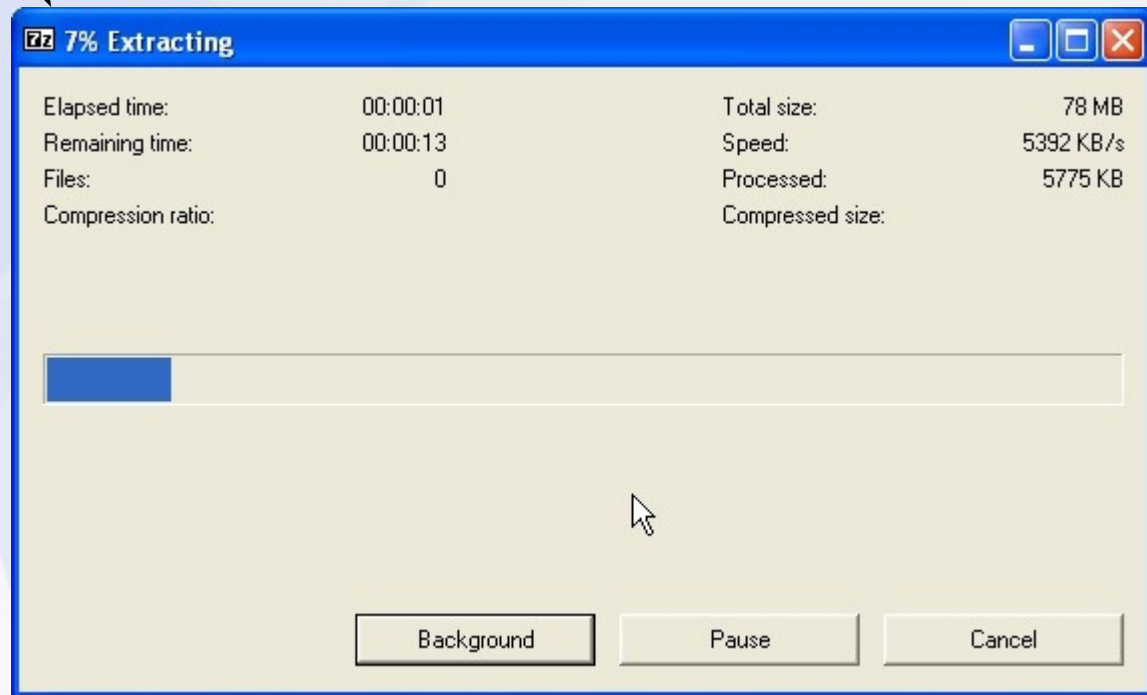 7z 7% Extracting
Elapsed time: 00:00:01 Total size: 78 MB
Remaining time: 00:00:13 Speed: 5392 KB/s
Files: 0 Processed: 5775 KB
Compression ratio: Compressed size:
Background Pause Cancel